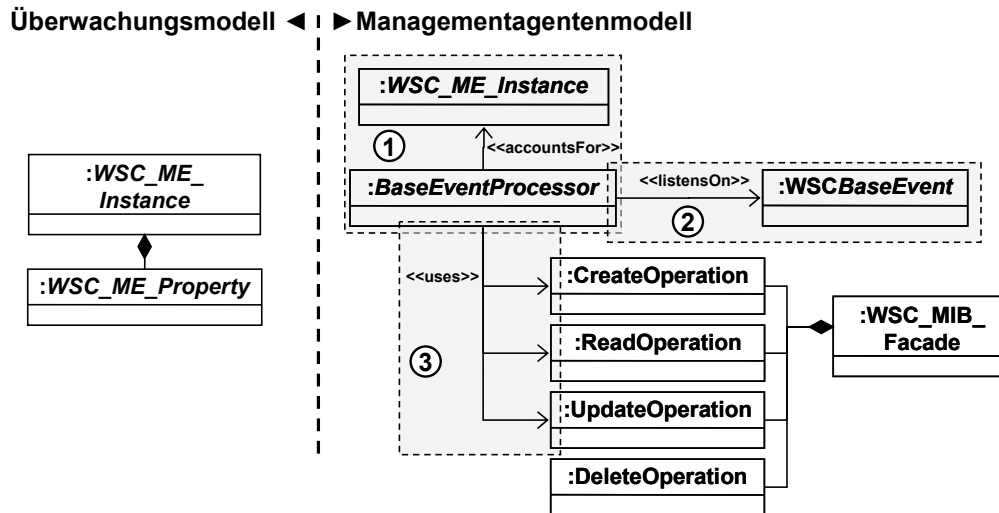 Überwachungsmodell ◄ ► Managementagentenmodell
:WSC_ME_Instance
1
<<accountsFor>>
:WSC_ME_
Instance
:BaseEventProcessor
<<listensOn>>
:WSCBaseEvent
2
:WSC_ME_Property
<<uses>>
:CreateOperation
:WSC_MIB_
Facade
:ReadOperation
3
:UpdateOperation
:DeleteOperation